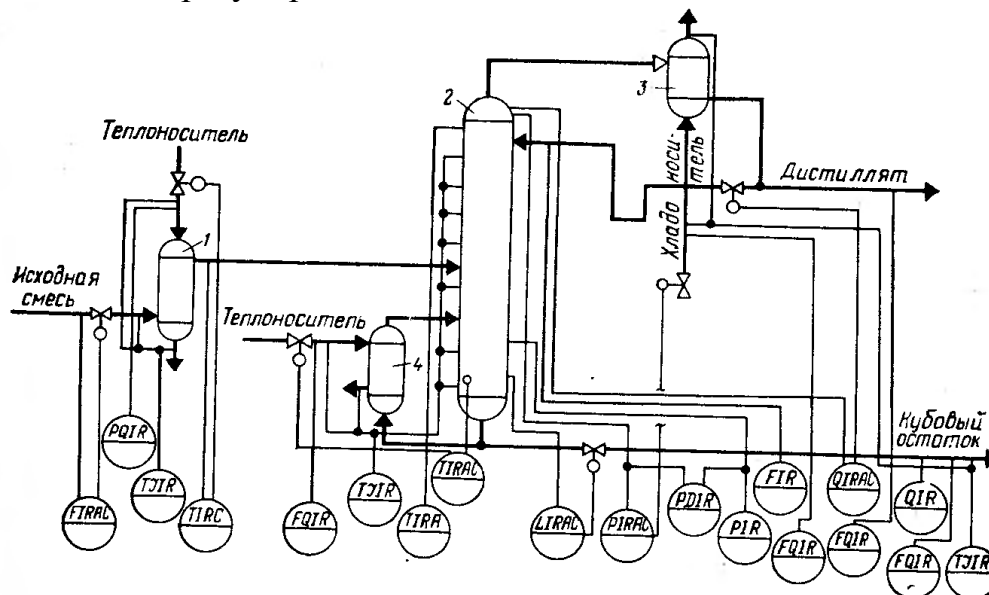 2
3
Теплоноситель
Хладо
носи-
тель
Дистиллят
1
Исходная
смесь
Теплоноситель
4
Кубовый
остаток
PQIR
TJIR
FIRAC
TIRC
FQIR
TJIR
TIRAC
TIRA
LIRAC
PIRAC
PDIR
PIR
FIR
FQIR
QIRAC
FQIR
QIR
FQIR
TJIR